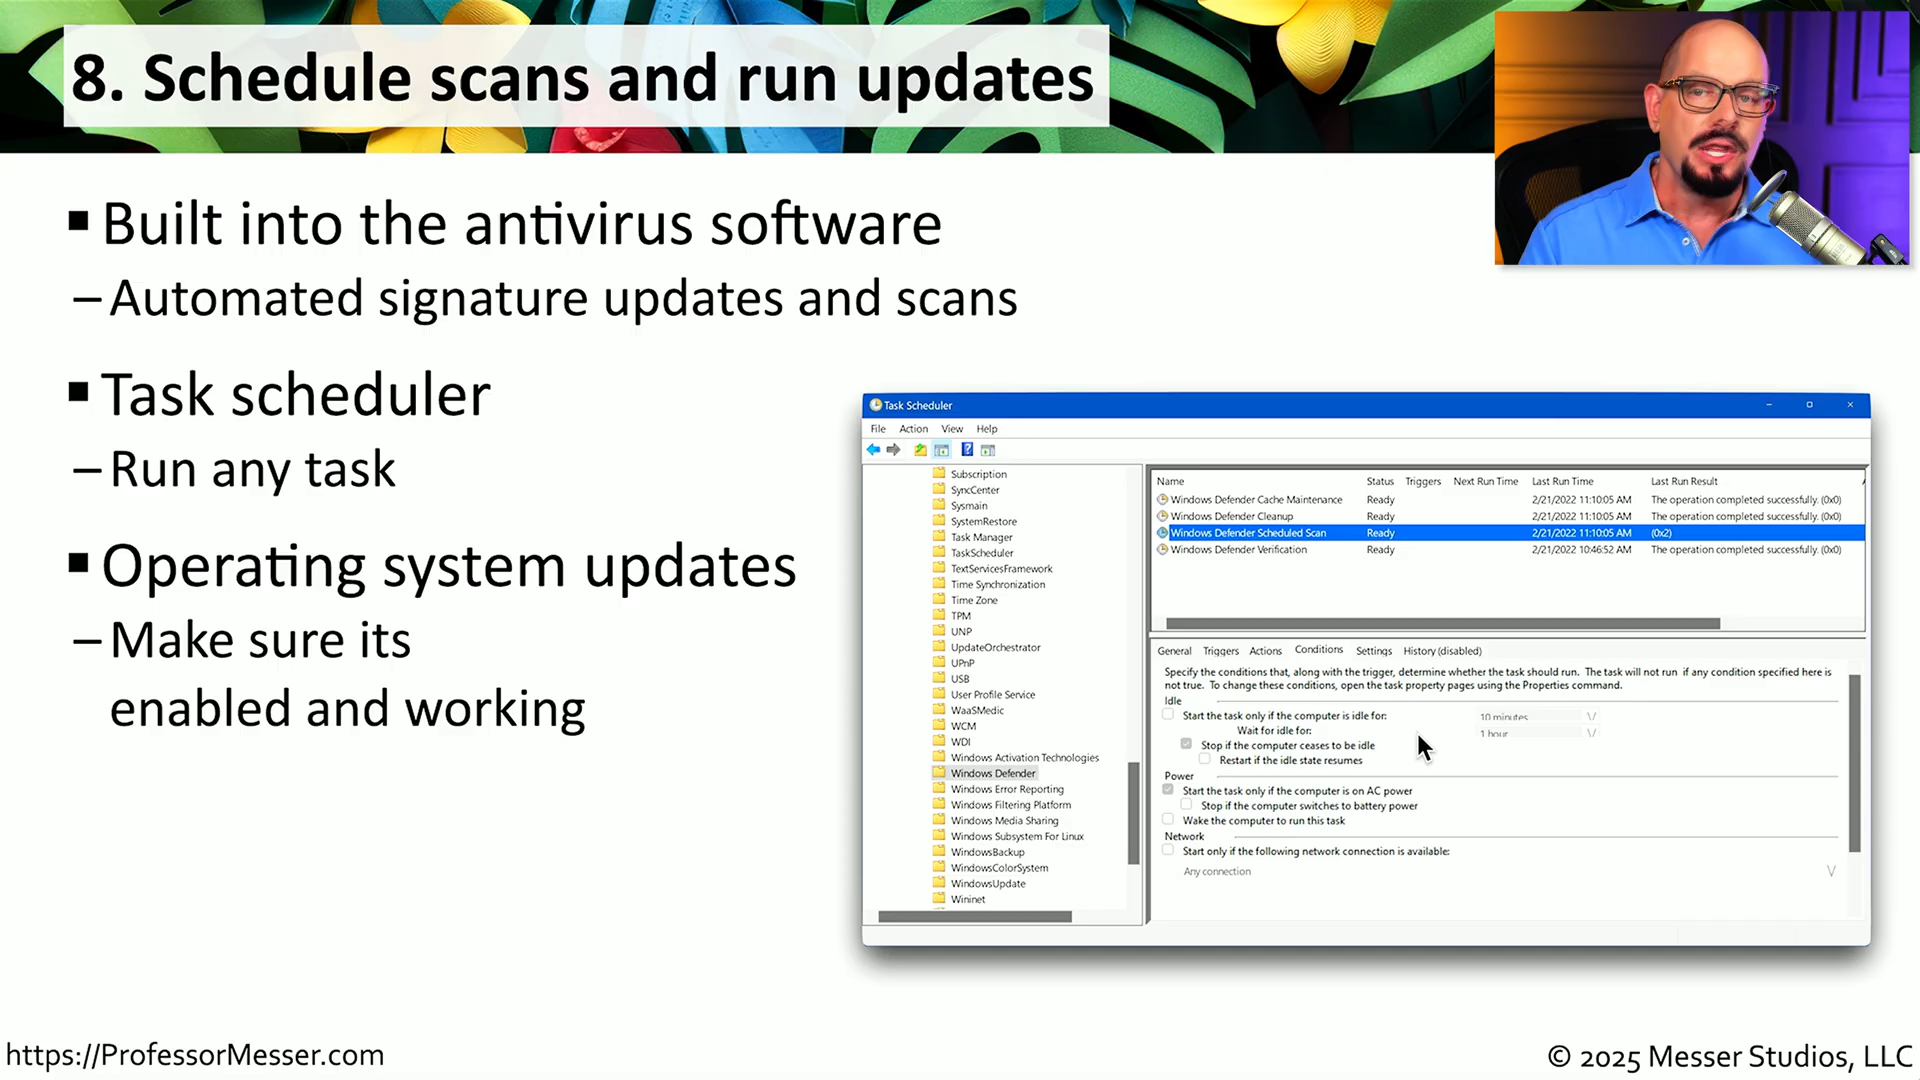 8. Schedule scans and run updates
▪ Built into the antivirus software
– Automated signature updates and scans
▪ Task scheduler
– Run any task
▪ Operating system updates
– Make sure its
enabled and working
Task Scheduler
File Action View Help
Subscription
SyncCenter
Sysmain
SystemRestore
Task Manager
TaskScheduler
TextServicesFramework
Time Synchronization
Time Zone
TPM
UNP
UpdateOrchestrator
UPnP
USB
User Profile Service
WaaSMedic
WCM
WDI
Windows Activation Technologies
Windows Defender
Windows Error Reporting
Windows Filtering Platform
Windows Media Sharing
Windows Subsystem For Linux
WindowsBackup
WindowsColorSystem
WindowsUpdate
Wininet
Name Status Triggers Next Run Time Last Run Time Last Run Result
Windows Defender Cache Maintenance Ready 2/21/2022 11:10:05 AM The operation completed successfully. (0x0)
Windows Defender Cleanup Ready 2/21/2022 11:10:05 AM The operation completed successfully. (0x0)
Windows Defender Scheduled Scan Ready 2/21/2022 11:10:05 AM (0x2)
Windows Defender Verification Ready 2/21/2022 10:46:52 AM The operation completed successfully. (0x0)
General Triggers Actions Conditions Settings History (disabled)
Specify the conditions that, along with the trigger, determine whether the task should run. The task will not run if any condition specified here is
not true. To change these conditions, open the task property pages using the Properties command.
Idle
Start the task only if the computer is idle for: 10 minutes
Wait for idle for: 1 hour
Stop if the computer ceases to be idle
Restart if the idle state resumes
Power
Start the task only if the computer is on AC power
Stop if the computer switches to battery power
Wake the computer to run this task
Network
Start only if the following network connection is available:
Any connection
https://ProfessorMesser.com
© 2025 Messer Studios, LLC